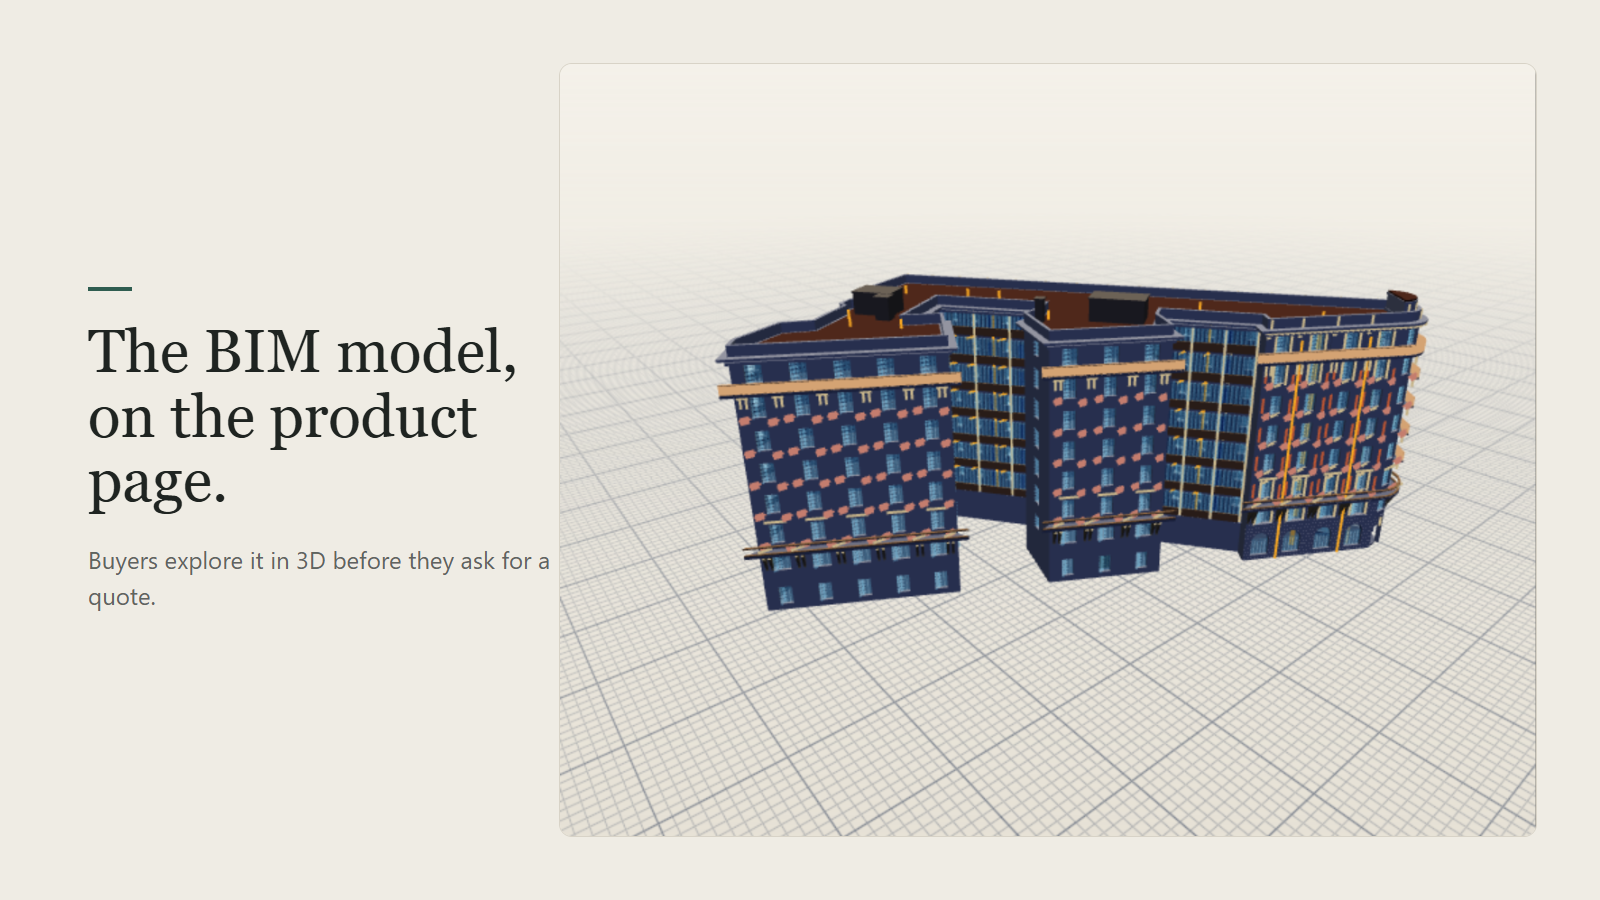 The BIM model,
on the product
page.
Buyers explore it in 3D before they ask for a
quote.